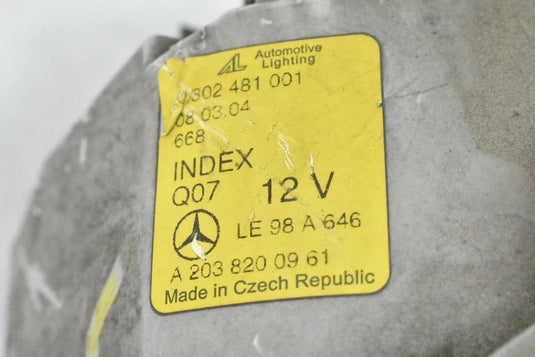 AL Automotive
Lighting
0302 481 001
08.03.04
668
INDEX
Q07 12 V
LE 98 A 646
A 203 820 09 61
Made in Czech Republic